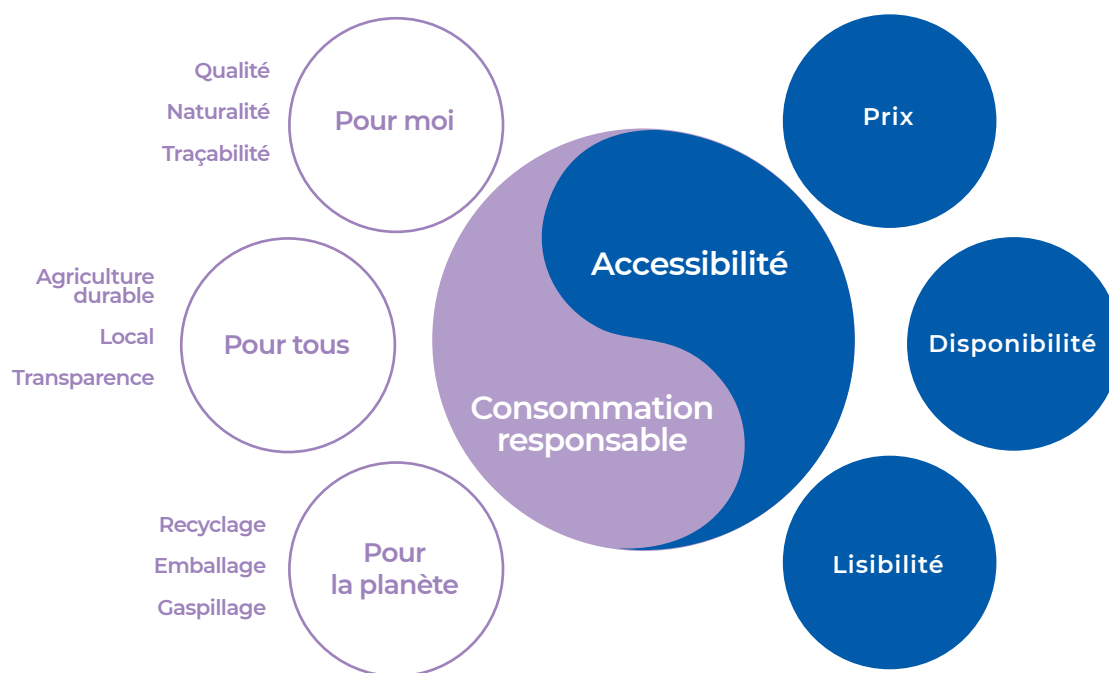 Qualité
Naturalité
Traçabilité
Pour moi
Agriculture
durable
Local
Transparence
Pour tous
Recyclage
Emballage
Gaspillage
Pour
la planète
Consommation
responsable
Accessibilité
Prix
Disponibilité
Lisibilité